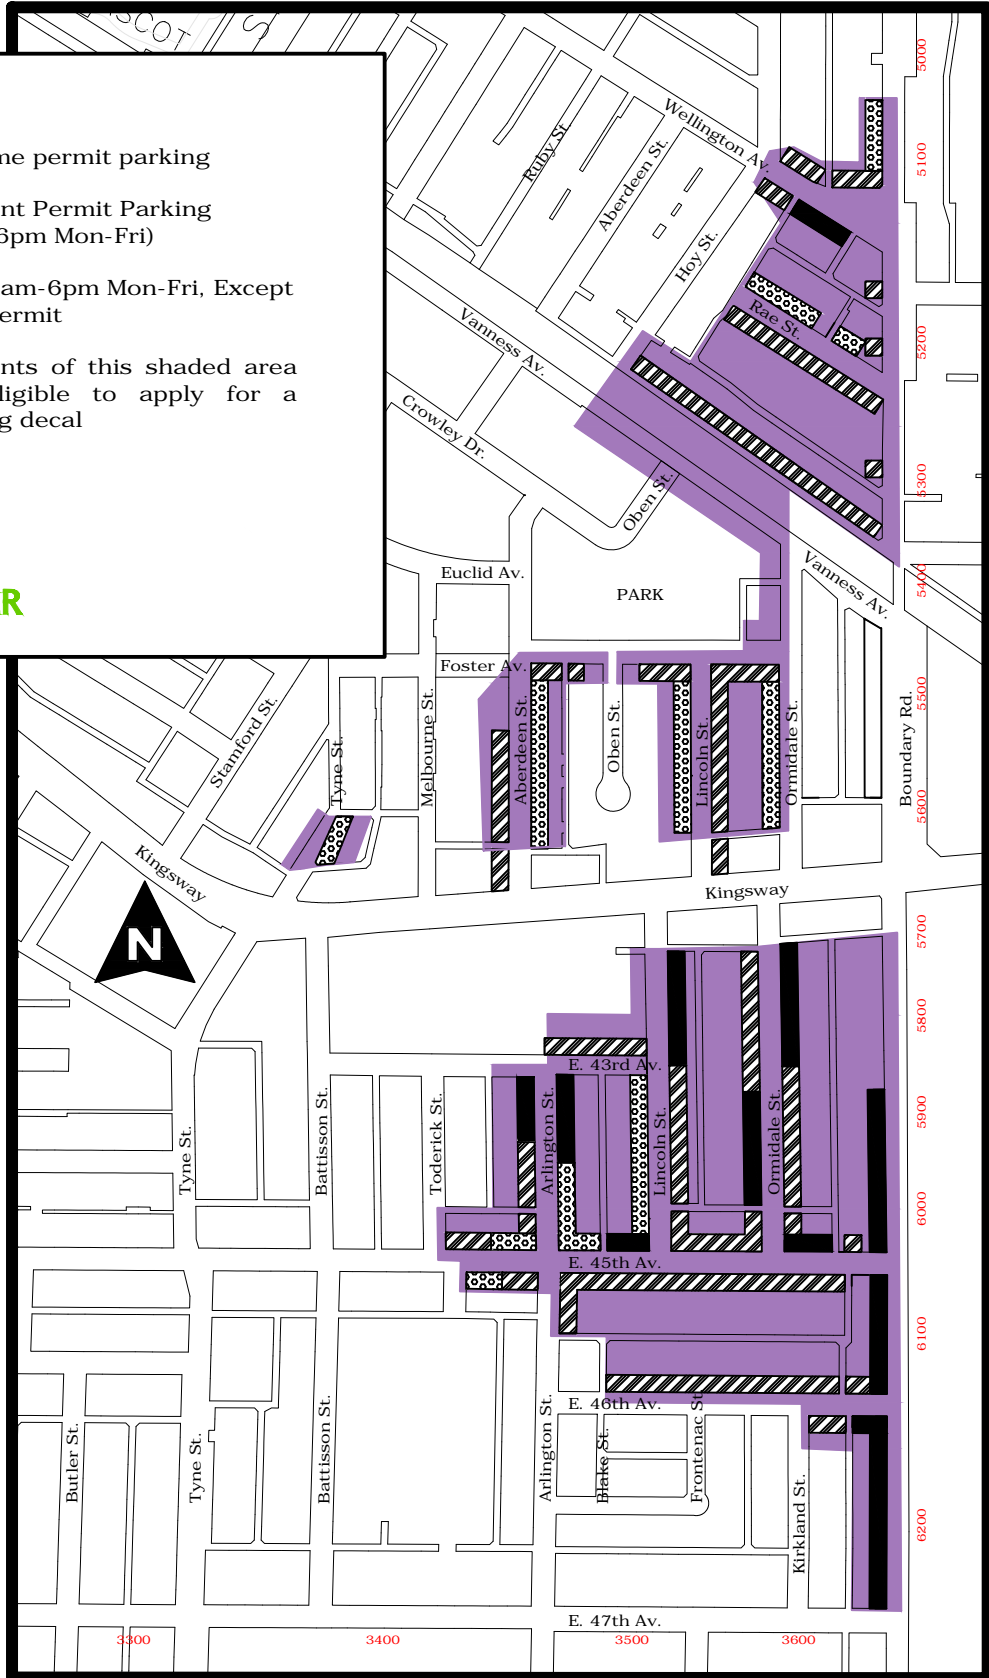 SCOT
S
me permit parking
nt Permit Parking
6pm Mon-Fri)
am-6pm Mon-Fri, Except
ermit
nts of this shaded area
ligible to apply for a
g decal
R
Wellington Av.
Ruby St
Aberdeen St.
Hoy St.
Rae St.
Vanness Av.
Crowley Dr.
Oben St.
Euclid Av.
PARK
Vanness Av.
Foster Av.
Stamford St.
Tyne St.
Melbourne St.
Aberdeen St.
Oben St.
Lincoln St.
Ormidale St.
Boundary Rd.
Kingsway
Kingsway
N
E. 43rd Av.
Tyne St.
Battisson St.
Toderick St.
Arlington St.
Lincoln St.
Ormidale St.
E. 45th Av.
E. 46th Av.
Butler St.
Tyne St.
Battisson St.
Arlington St.
Blake St.
Frontenac St.
Kirkland St.
E. 47th Av.
3300
3400
3500
3600
5000
5100
5200
5300
5400
5500
5600
5700
5800
5900
6000
6100
6200